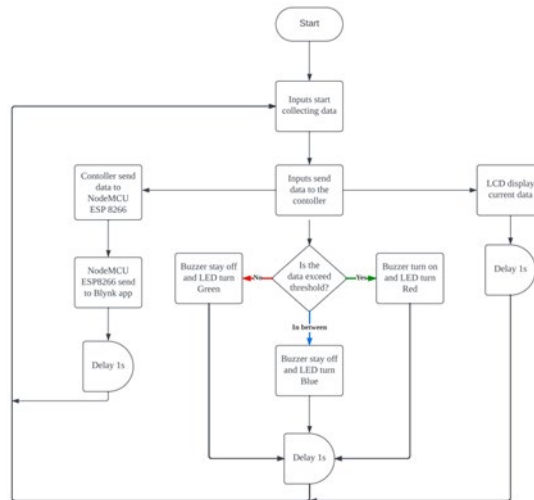 Start
Inputs start
collecting data
Contoller send
data to
NodeMCU
ESP 8266
Inputs send
data to the
contoller
LCD display
current data
NodeMCU
ESP8266 send
to Blynk app
Buzzer stay off
and LED turn
Green
No
Is the
data exceed
threshold?
Yes
Buzzer turn on
and LED turn
Red
Delay 1s
In between
Delay 1s
Buzzer stay off
and LED turn
Blue
Delay 1s